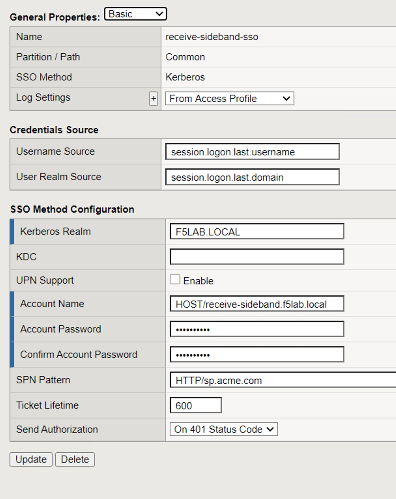 General Properties: Basic
Name receive-sideband-sso
Partition / Path Common
SSO Method Kerberos
Log Settings + From Access Profile
Credentials Source
Username Source session.logon.last.username
User Realm Source session.logon.last.domain
SSO Method Configuration
Kerberos Realm F5LAB.LOCAL
KDC
UPN Support Enable
Account Name HOST/receive-sideband.f5lab.local
Account Password ••••••••••
Confirm Account Password ••••••••••
SPN Pattern HTTP/sp.acme.com
Ticket Lifetime 600
Send Authorization On 401 Status Code
Update Delete